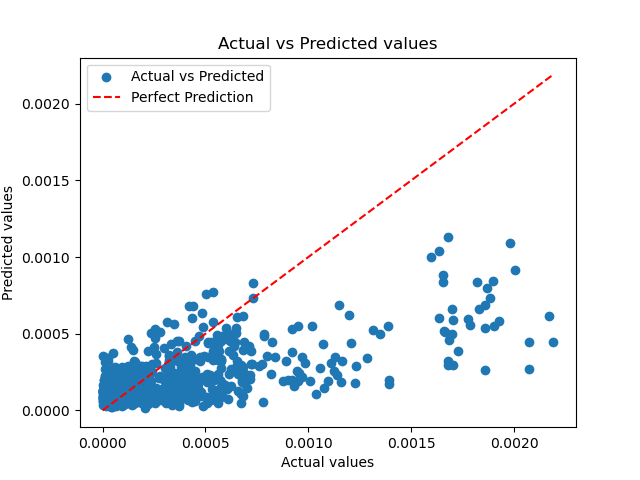 Actual vs Predicted values
Actual vs Predicted
Perfect Prediction
Predicted values
0.0020
0.0015
0.0010
0.0005
0.0000
0.0000 0.0005 0.0010 0.0015 0.0020
Actual values